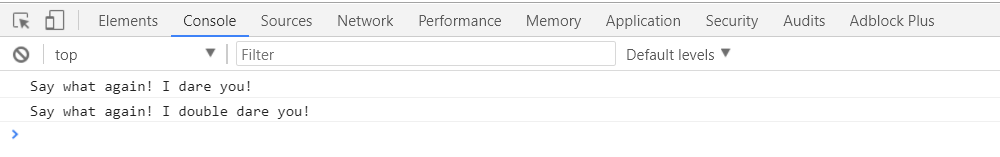 Elements Console Sources Network Performance Memory Application Security Audits Adblock Plus
top Filter Default levels
Say what again! I dare you!
Say what again! I double dare you!